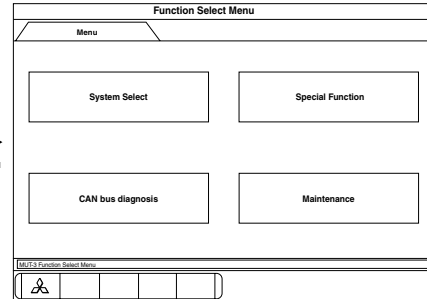 Function Select Menu
Menu
System Select
Special Function
CAN bus diagnosis
Maintenance
MUT-3 Function Select Menu